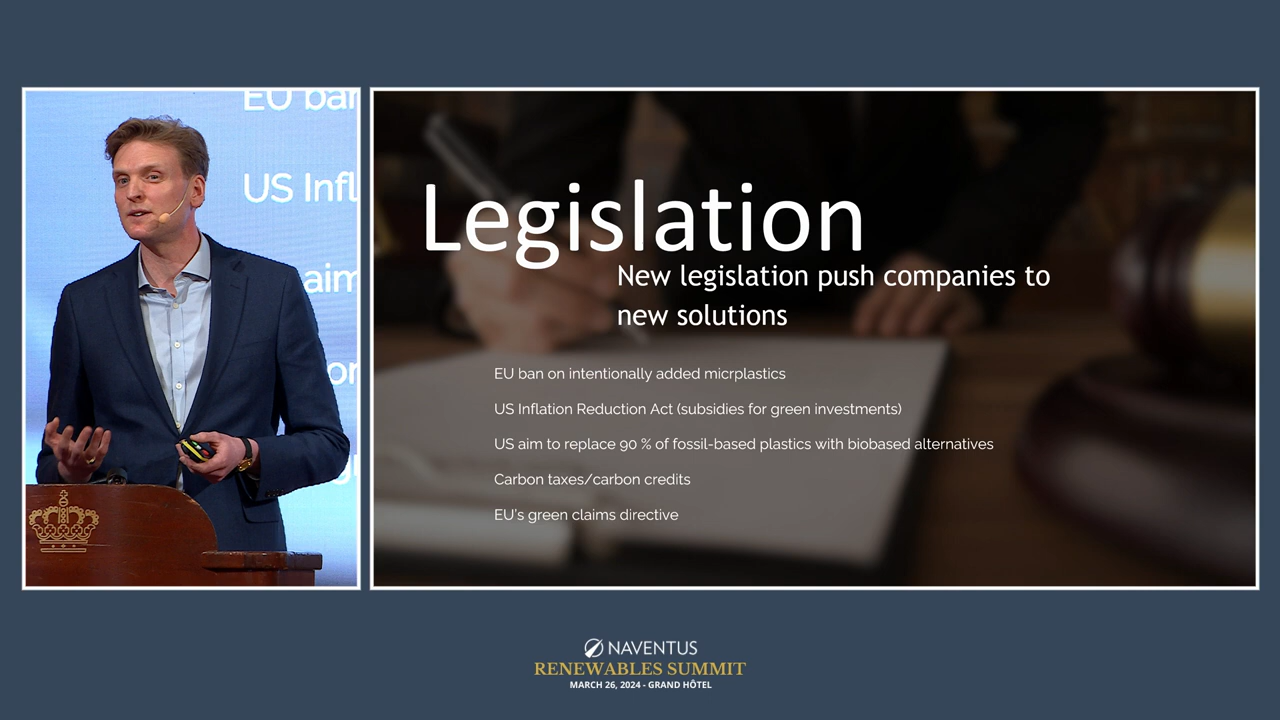 EU ban
US Infl
aim
Legislation
New legislation push companies to
new solutions
EU ban on intentionally added micrplastics
US Inflation Reduction Act (subsidies for green investments)
US aim to replace 90 % of fossil-based plastics with biobased alternatives
Carbon taxes/carbon credits
EU's green claims directive
NAVENTUS
RENEWABLES SUMMIT
MARCH 26, 2024 - GRAND HÔTEL